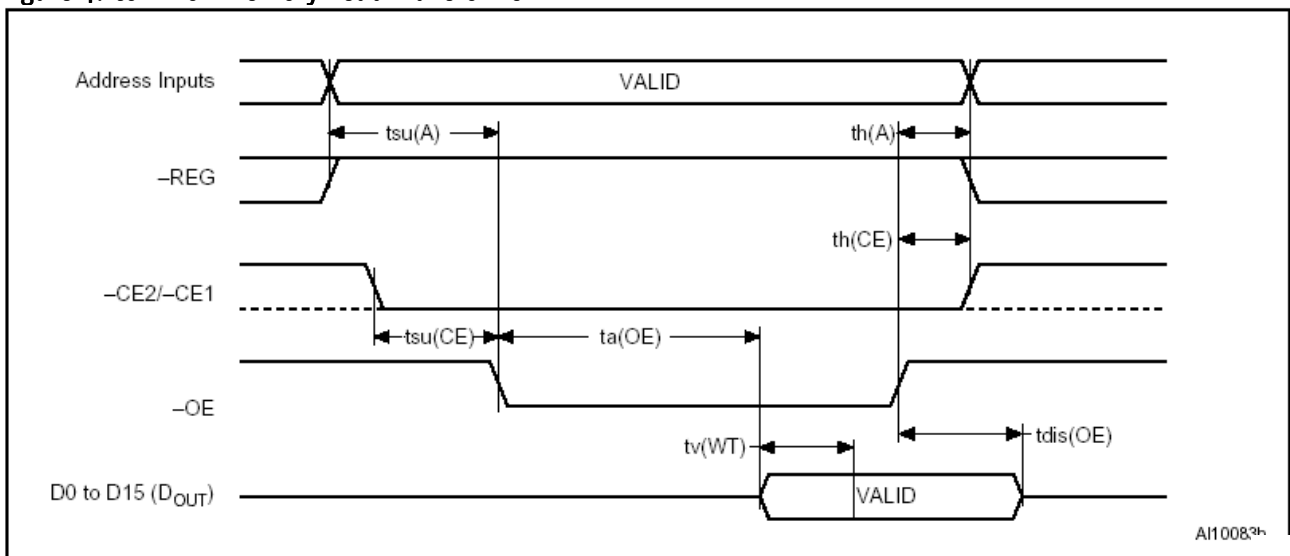 Address Inputs
VALID
tsu(A)
th(A)
–REG
th(CE)
–CE2/–CE1
tsu(CE)
ta(OE)
–OE
tv(WT)
tdis(OE)
D0 to D15 (DOUT)
VALID